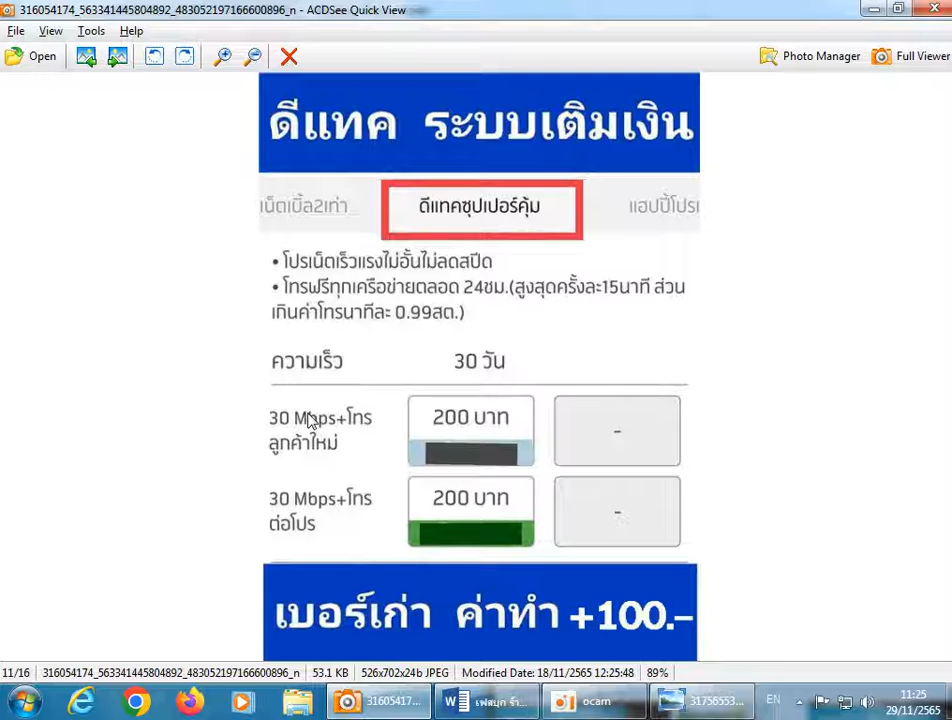 316054174_563341445804892_483052197166600896_n - ACDSee Quick View
File View Tools Help
Open Photo Manager Full Viewer
ดีแทค ระบบเติมเงิน
เน็ตเบิ้ล2เท่า ดีแทคซุปเปอร์คุ้ม แฮปปี้โปร
• โปรเน็ตเร็วแรงไม่อั้นไม่ลดสปีด
• โทรฟรีทุกเครือข่ายตลอด 24ชม.(สูงสุดครั้งละ15นาที ส่วน
เกินค่าโทรนาทีละ 0.99สต.)
ความเร็ว 30 วัน
30 Mbps+โทร 200 บาท -
ลูกค้าใหม่
30 Mbps+โทร 200 บาท -
ต่อโปร
เบอร์เก่า ค่าทำ +100.-
11/16 316054174_563341445804892_483052197166600896_n 53.1 KB 526x702x24b JPEG Modified Date: 18/11/2565 12:25:48 89%
31605417... เฟสบุก ร้า... ocam 31756553... EN 11:25
29/11/2565